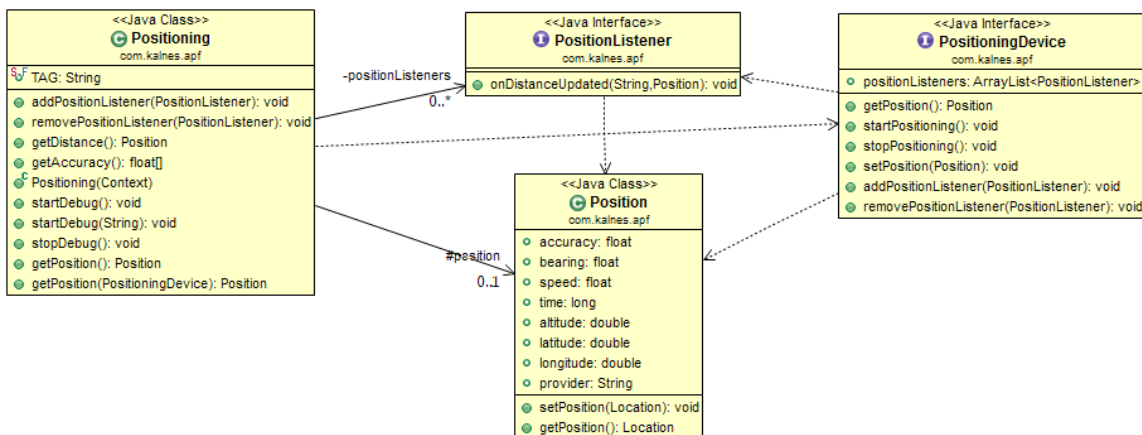 <<Java Class>>
Positioning
com.kalnes.apf
TAG: String
addPositionListener(PositionListener): void
removePositionListener(PositionListener): void
getDistance(): Position
getAccuracy(): float[]
Positioning(Context)
startDebug(): void
startDebug(String): void
stopDebug(): void
getPosition(): Position
getPosition(PositioningDevice): Position
-positionListeners
0..*
#position
0..1
<<Java Interface>>
PositionListener
com.kalnes.apf
onDistanceUpdated(String,Position): void
<<Java Class>>
Position
com.kalnes.apf
accuracy: float
bearing: float
speed: float
time: long
altitude: double
latitude: double
longitude: double
provider: String
setPosition(Location): void
getPosition(): Location
<<Java Interface>>
PositioningDevice
com.kalnes.apf
positionListeners: ArrayList<PositionListener>
getPosition(): Position
startPositioning(): void
stopPositioning(): void
setPosition(Position): void
addPositionListener(PositionListener): void
removePositionListener(PositionListener): void